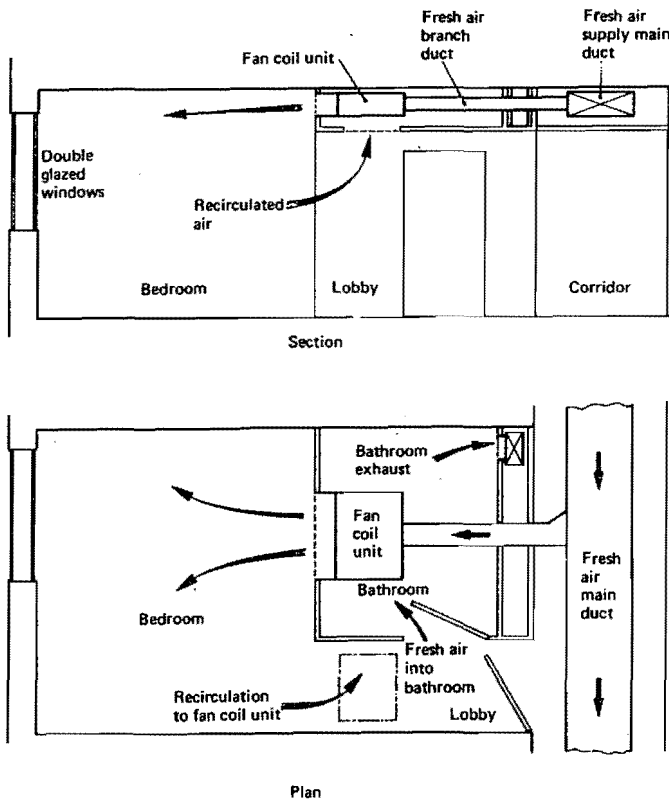 Fresh air
branch
duct
Fresh air
supply main
duct
Fan coil unit
Double
glazed
windows
Recirculated
air
Bedroom
Lobby
Corridor
Section
Bathroom
exhaust
Fan
coil
unit
Fresh
air
main
duct
Bathroom
Bedroom
Fresh air
into
bathroom
Recirculation
to fan coil unit
Lobby
Plan